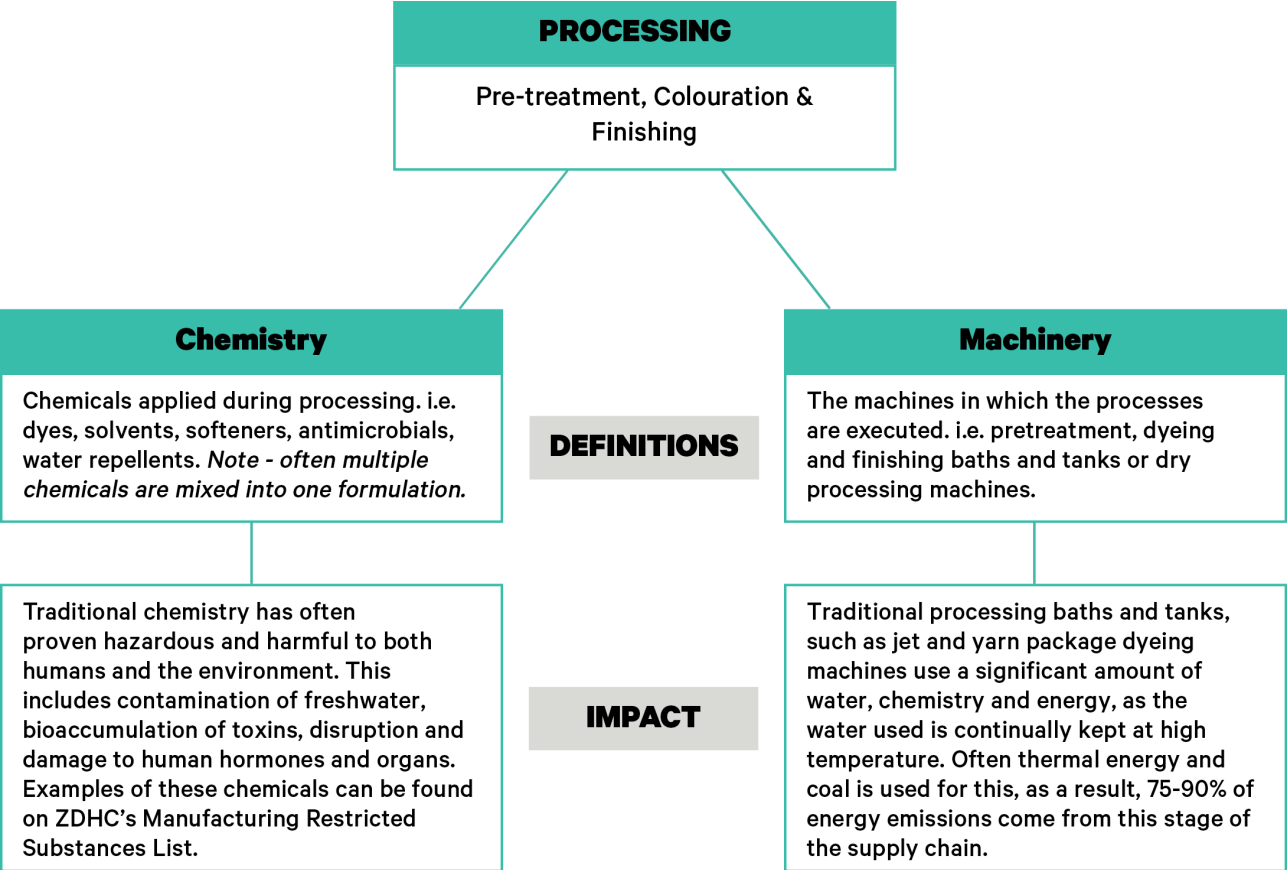 PROCESSING
Pre-treatment, Colouration &
Finishing
Chemistry
Chemicals applied during processing. i.e.
dyes, solvents, softeners, antimicrobials,
water repellents. Note - often multiple
chemicals are mixed into one formulation.
DEFINITIONS
Machinery
The machines in which the processes
are executed. i.e. pretreatment, dyeing
and finishing baths and tanks or dry
processing machines.
Traditional chemistry has often
proven hazardous and harmful to both
humans and the environment. This
includes contamination of freshwater,
bioaccumulation of toxins, disruption and
damage to human hormones and organs.
Examples of these chemicals can be found
on ZDHC’s Manufacturing Restricted
Substances List.
IMPACT
Traditional processing baths and tanks,
such as jet and yarn package dyeing
machines use a significant amount of
water, chemistry and energy, as the
water used is continually kept at high
temperature. Often thermal energy and
coal is used for this, as a result, 75-90% of
energy emissions come from this stage of
the supply chain.